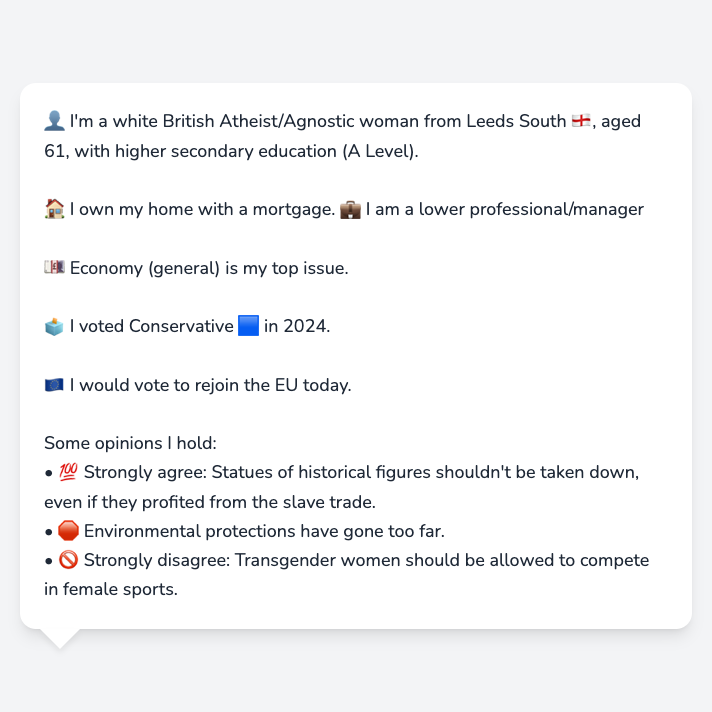 👤 I'm a white British Atheist/Agnostic woman from Leeds South 🏴󠁧󠁢󠁥󠁮󠁧󠁿, aged
61, with higher secondary education (A Level).
🏠 I own my home with a mortgage. 💼 I am a lower professional/manager
💷 Economy (general) is my top issue.
🗳️ I voted Conservative 🟦 in 2024.
🇪🇺 I would vote to rejoin the EU today.
Some opinions I hold:
• 💯 Strongly agree: Statues of historical figures shouldn't be taken down,
even if they profited from the slave trade.
• 🛑 Environmental protections have gone too far.
• 🚫 Strongly disagree: Transgender women should be allowed to compete
in female sports.